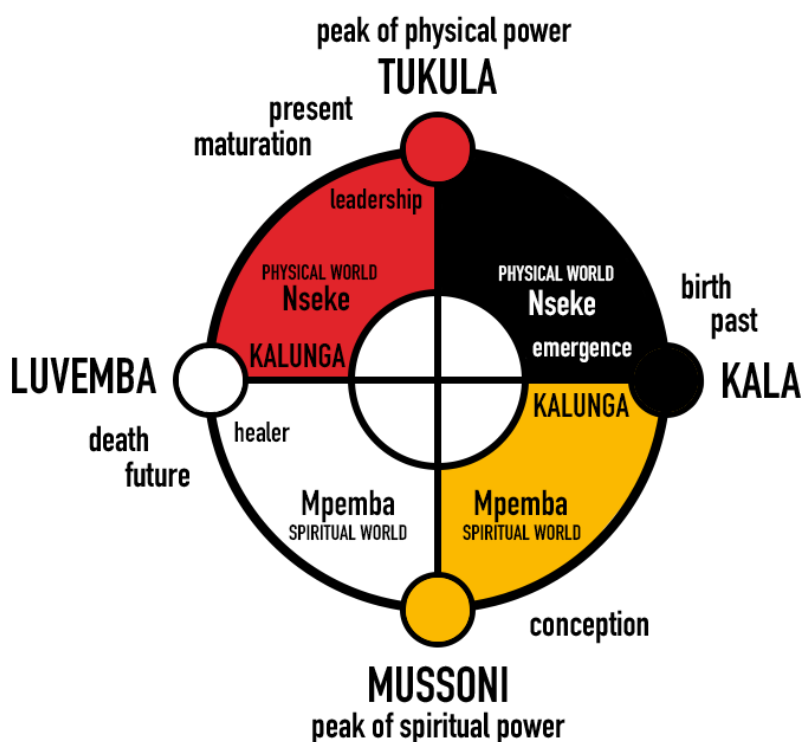 peak of physical power
TUKULA
present
maturation
leadership
PHYSICAL WORLD
Nseke
KALUNGA
PHYSICAL WORLD
Nseke
emergence
birth
past
LUVEMBA
KALA
KALUNGA
death
future
healer
Mpemba
SPIRITUAL WORLD
Mpemba
SPIRITUAL WORLD
conception
MUSSONI
peak of spiritual power